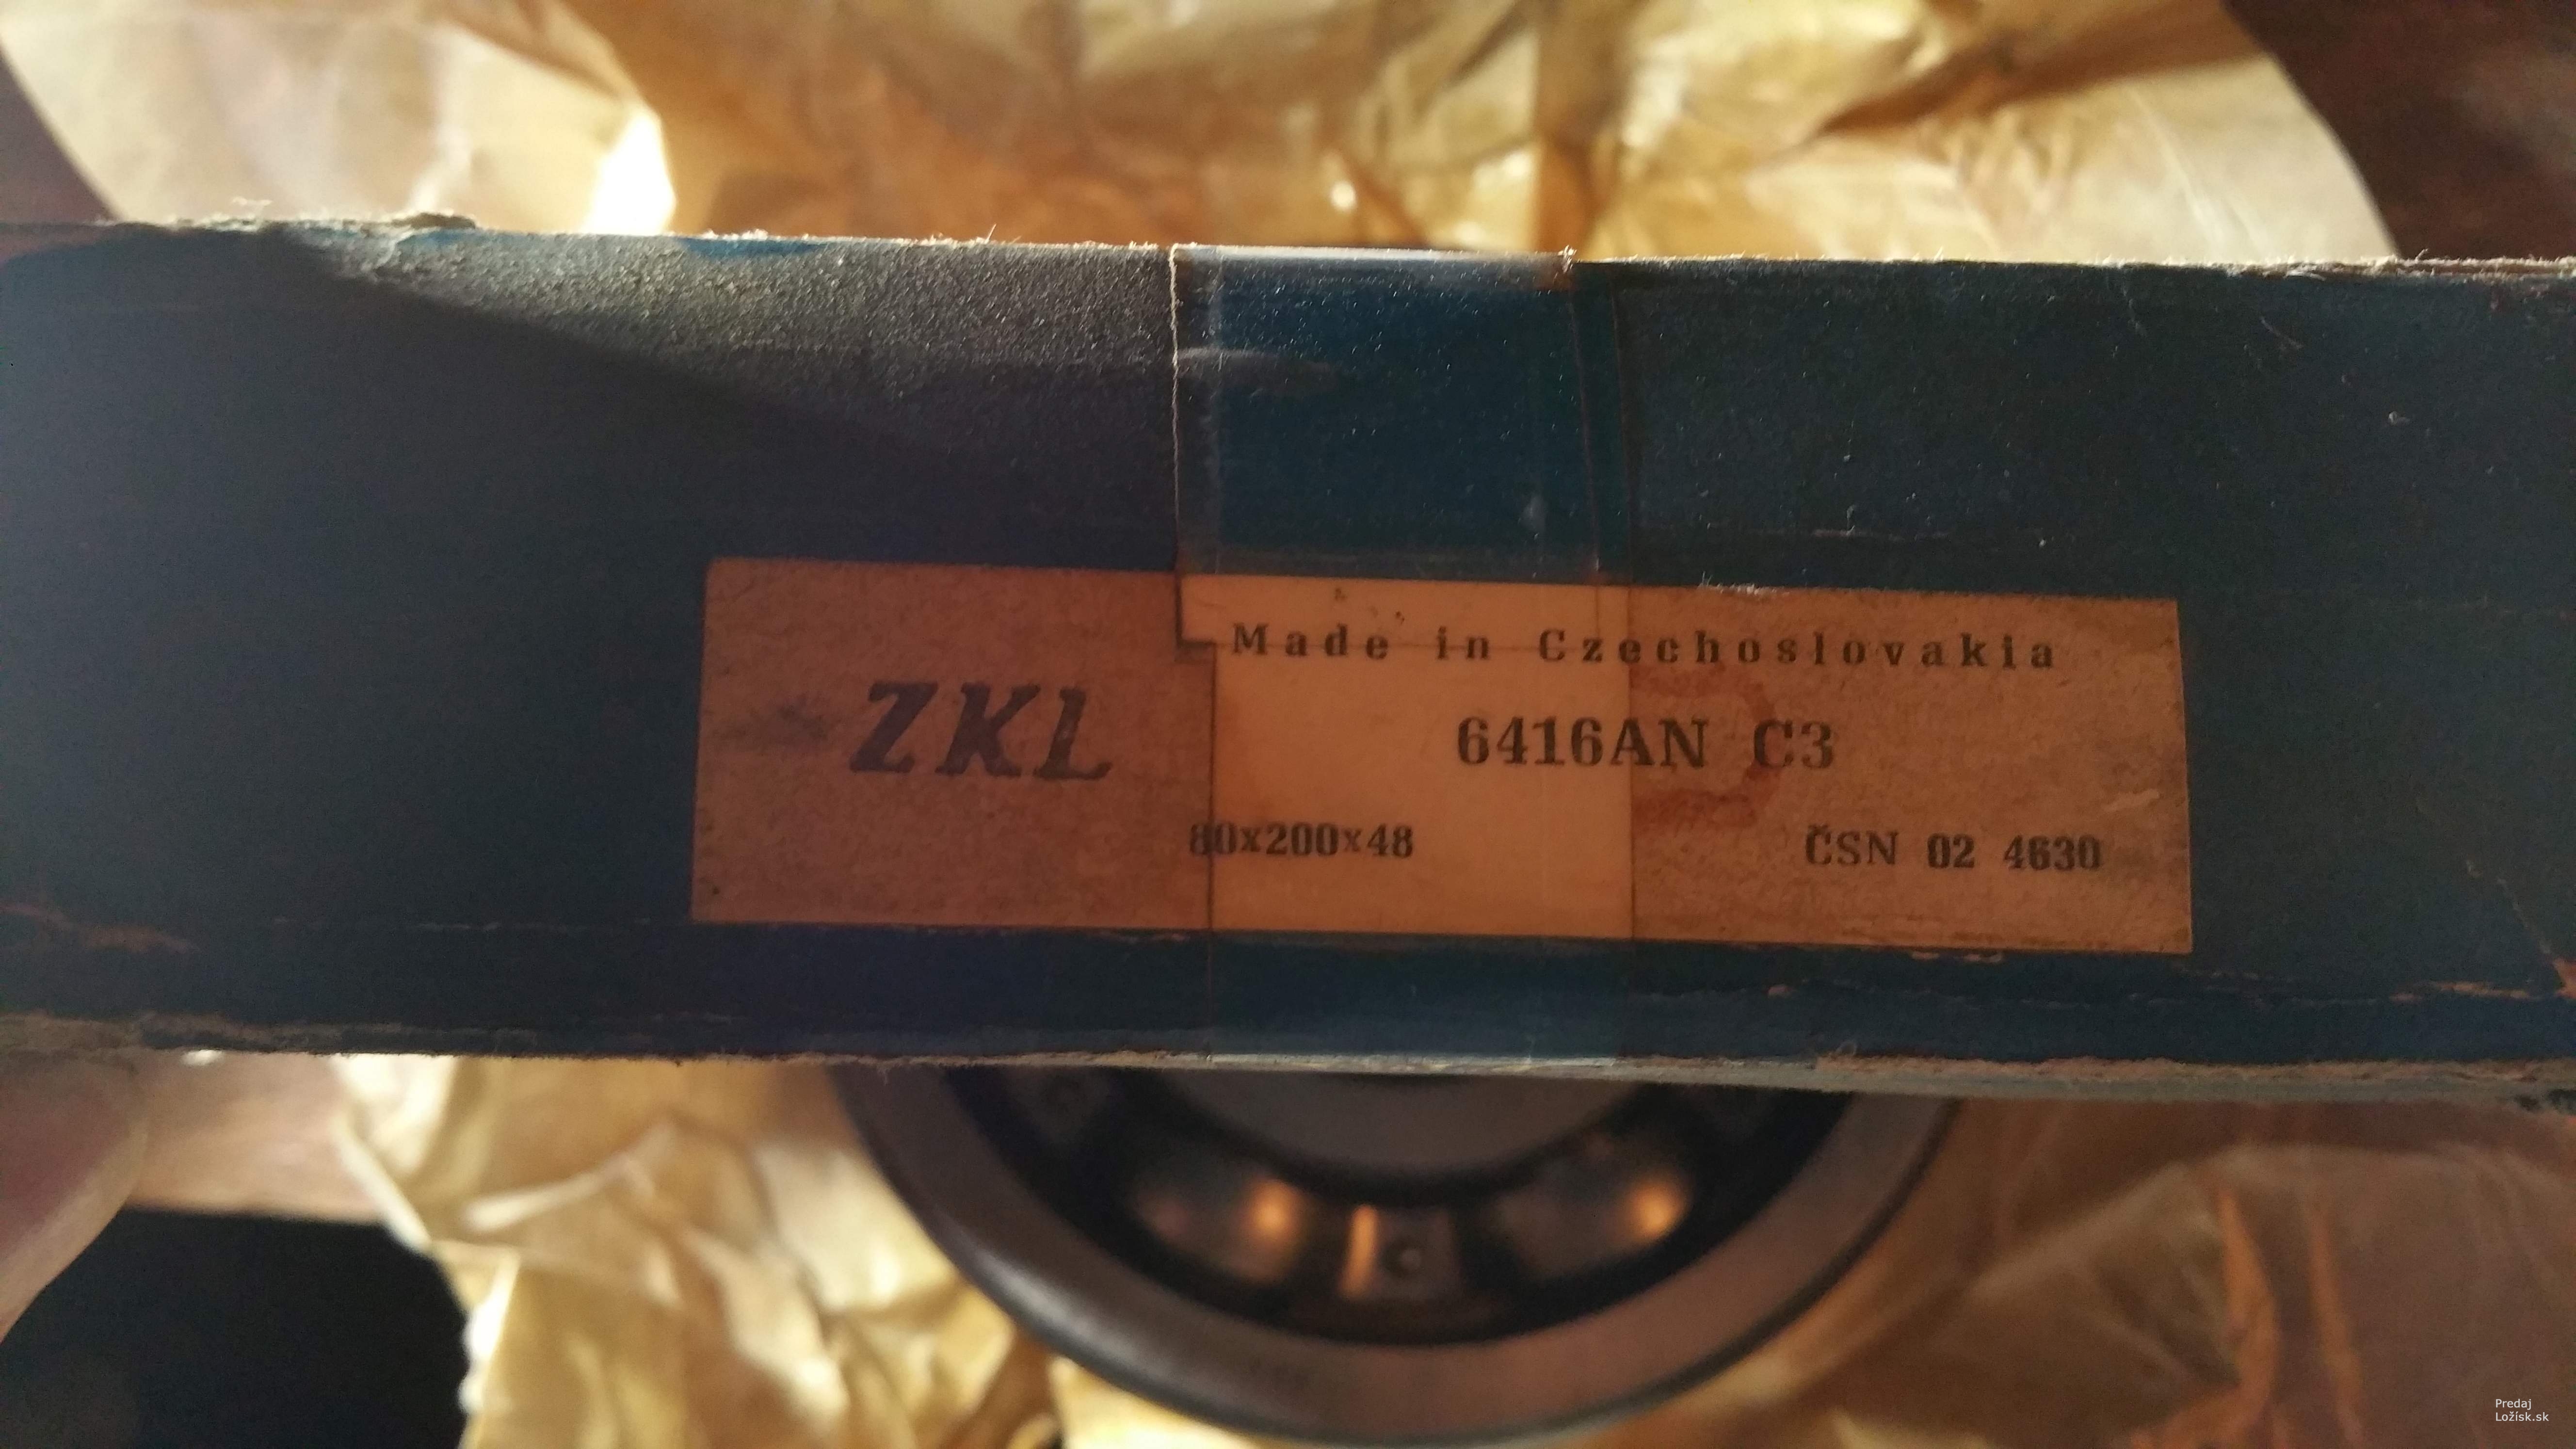 Made in Czechoslovakia
ZKL
6416AN C3
80x200x48
ČSN 02 4630
Predaj
Ložísk.sk